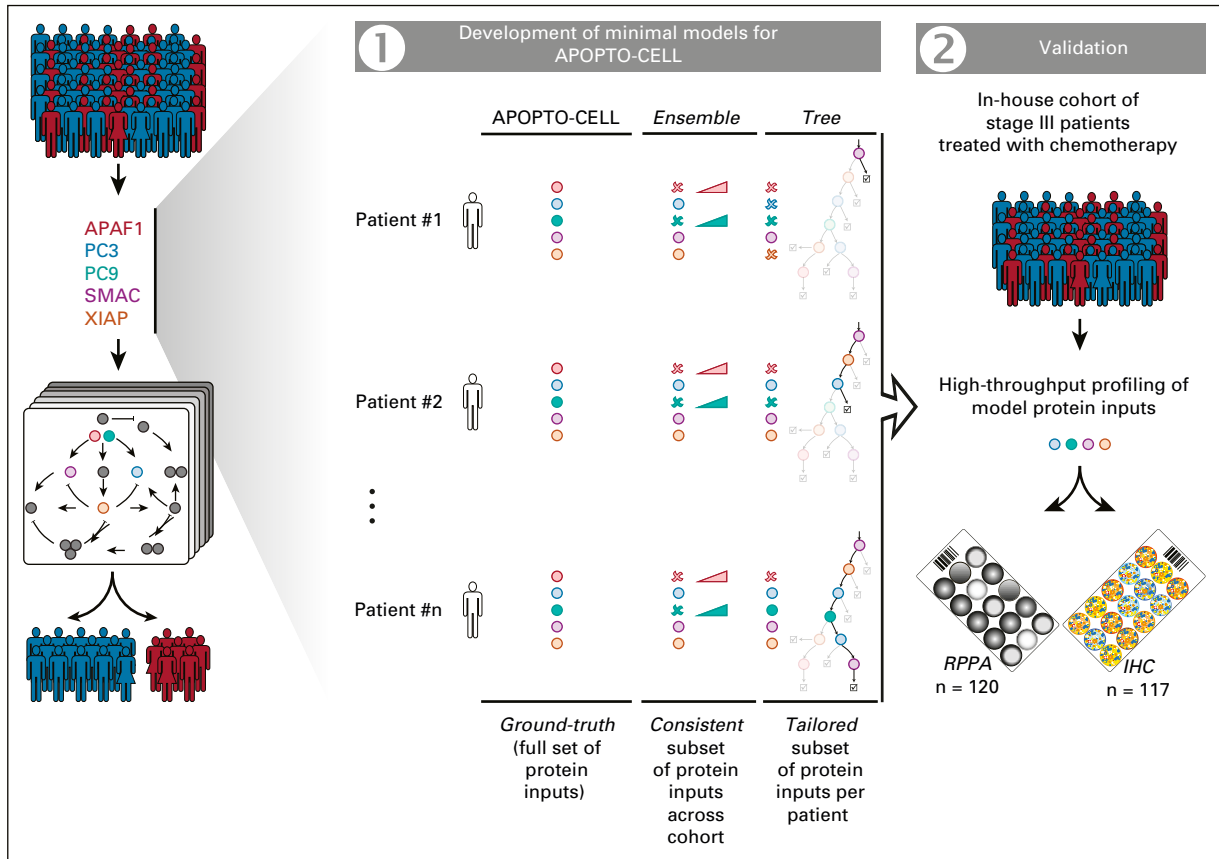 1
Development of minimal models for
APOPTO-CELL
2
Validation
APAF1
PC3
PC9
SMAC
XIAP
APOPTO-CELL
Ensemble
Tree
Patient #1
Patient #2
Patient #n
Ground-truth
(full set of
protein
inputs)
Consistent
subset
of protein
inputs
across
cohort
Tailored
subset
of protein
inputs per
patient
In-house cohort of
stage III patients
treated with chemotherapy
High-throughput profiling of
model protein inputs
RPPA
n = 120
IHC
n = 117